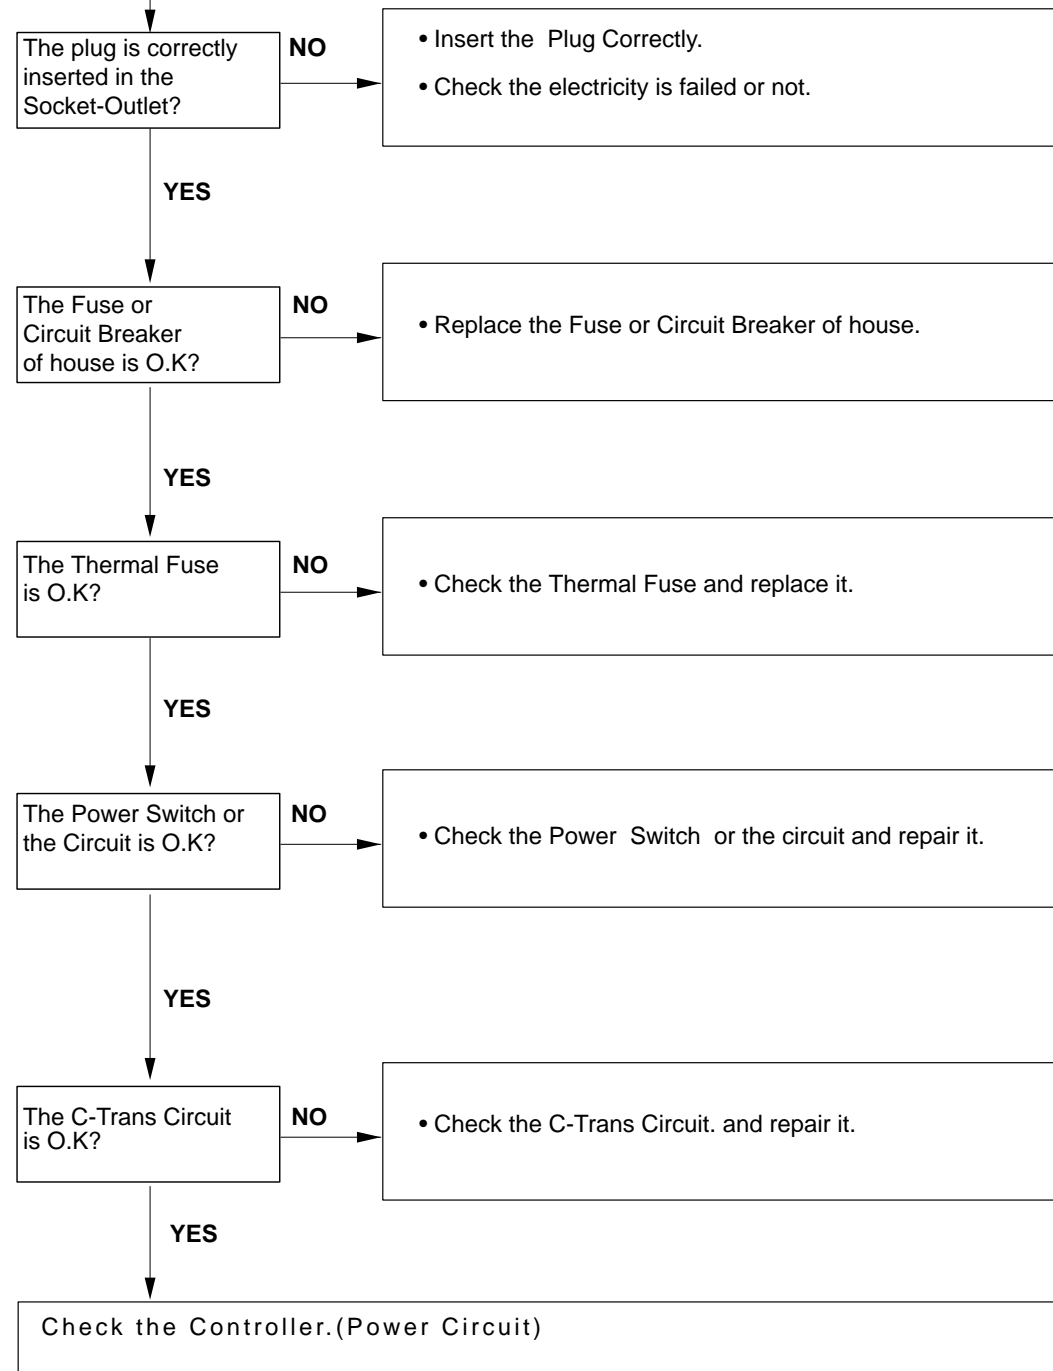 The plug is correctly
inserted in the
Socket-Outlet?
NO
• Insert the Plug Correctly.
• Check the electricity is failed or not.
YES
The Fuse or
Circuit Breaker
of house is O.K?
NO
• Replace the Fuse or Circuit Breaker of house.
YES
The Thermal Fuse
is O.K?
NO
• Check the Thermal Fuse and replace it.
YES
The Power Switch or
the Circuit is O.K?
NO
• Check the Power Switch or the circuit and repair it.
YES
The C-Trans Circuit
is O.K?
NO
• Check the C-Trans Circuit. and repair it.
YES
Check the Controller.(Power Circuit)